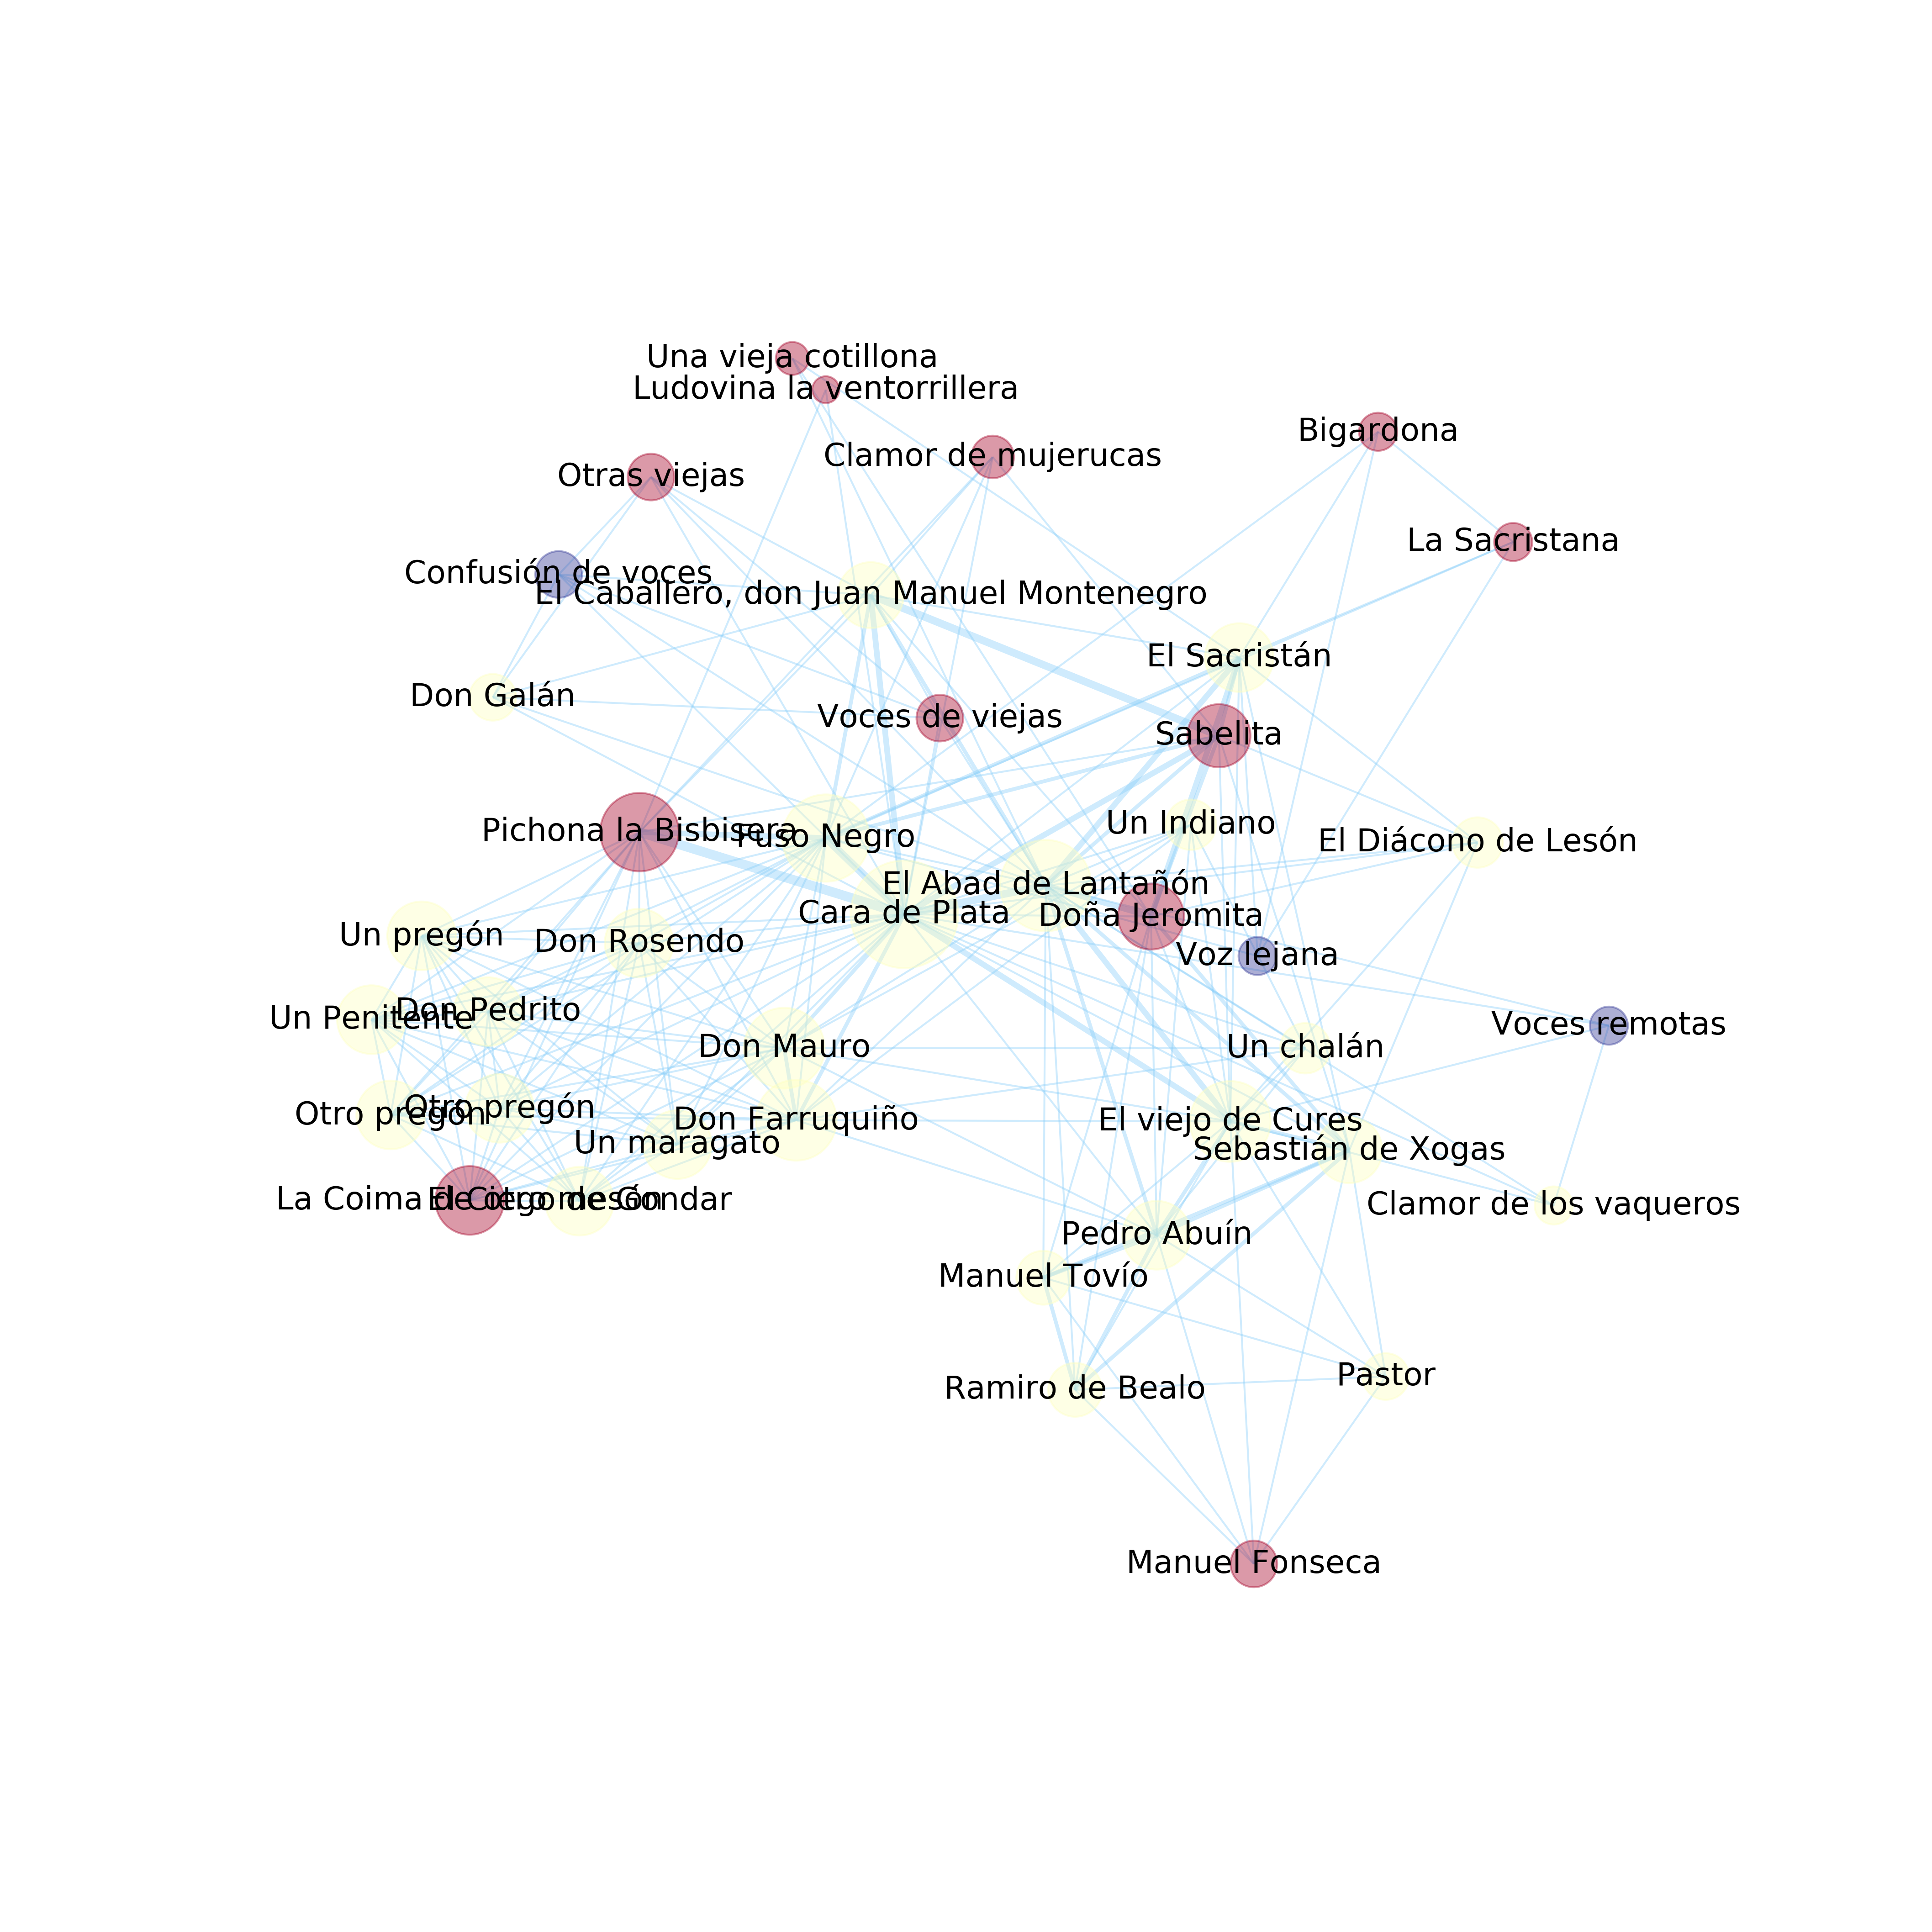 Una vieja cotillona
Ludovina la ventorrillera
Bigardona
Clamor de mujerucas
Otras viejas
La Sacristana
Confusión de voces
El Caballero, don Juan Manuel Montenegro
El Sacristán
Don Galán
Voces de viejas
Sabelita
Un Indiano
Pichona la Bisbisera
Fuso Negro
El Diácono de Lesón
El Abad de Lantañón
Cara de Plata
Doña Jeromita
Un pregón
Don Rosendo
Voz lejana
Don Pedrito
Un Penitente
Voces remotas
Don Mauro
Un chalán
Otro pregón
Otro pregón
Don Farruquiño
El viejo de Cures
Un maragato
Sebastián de Xogas
La Coima de otro mesón
El Ciego de Gondar
Clamor de los vaqueros
Pedro Abuín
Manuel Tovío
Pastor
Ramiro de Bealo
Manuel Fonseca